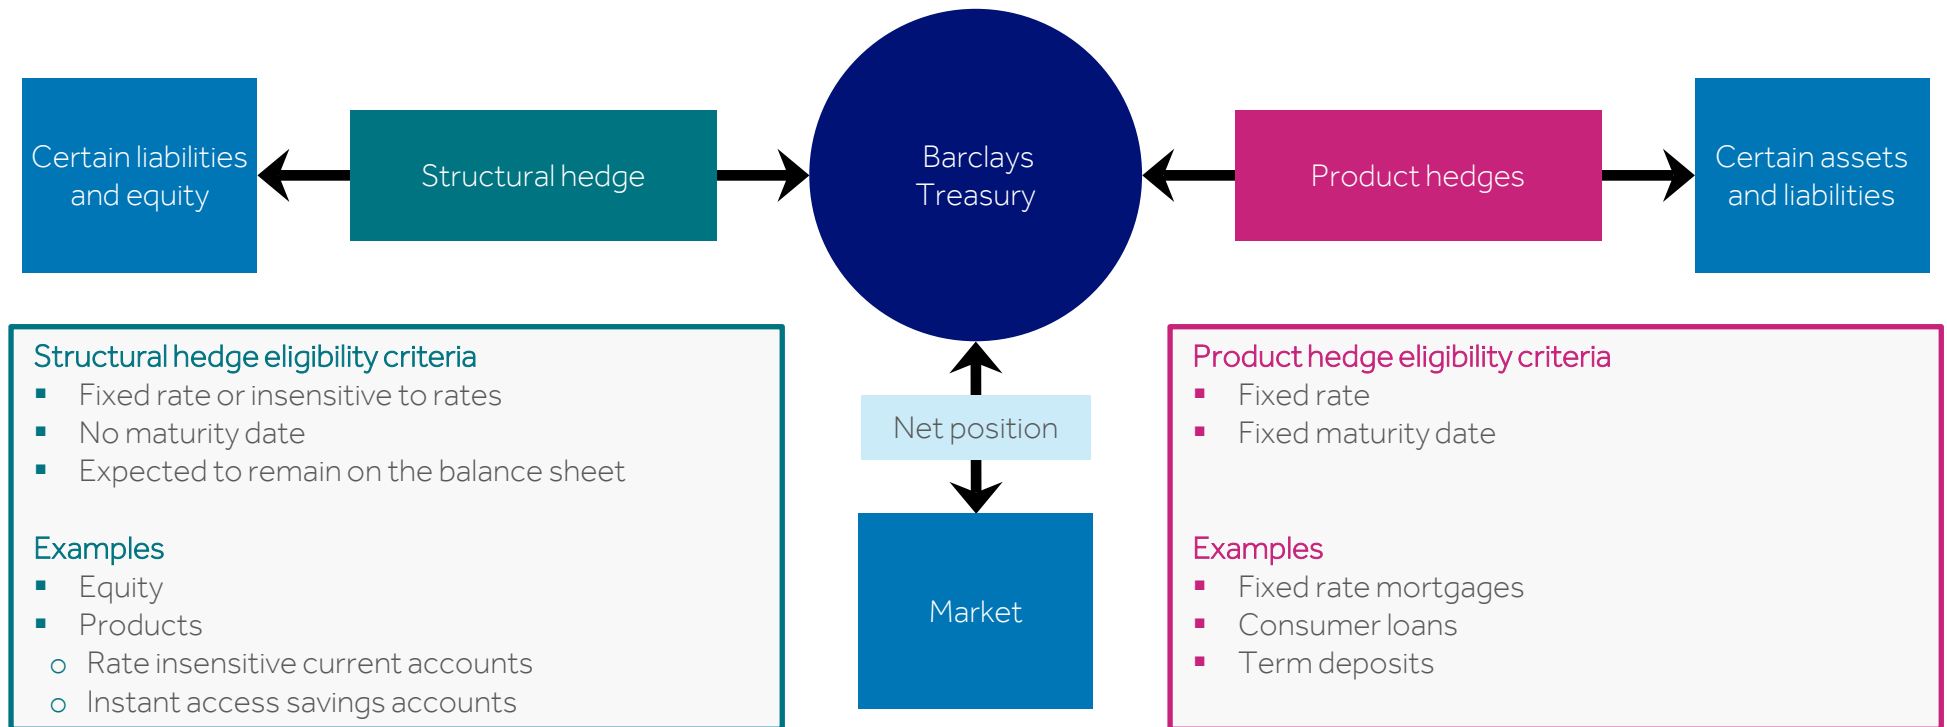 Certain liabilities
and equity
Structural hedge
Barclays
Treasury
Product hedges
Certain assets
and liabilities
Net position
Market
Structural hedge eligibility criteria
▪ Fixed rate or insensitive to rates
▪ No maturity date
▪ Expected to remain on the balance sheet
Examples
▪ Equity
▪ Products
o Rate insensitive current accounts
o Instant access savings accounts
Product hedge eligibility criteria
▪ Fixed rate
▪ Fixed maturity date
Examples
▪ Fixed rate mortgages
▪ Consumer loans
▪ Term deposits